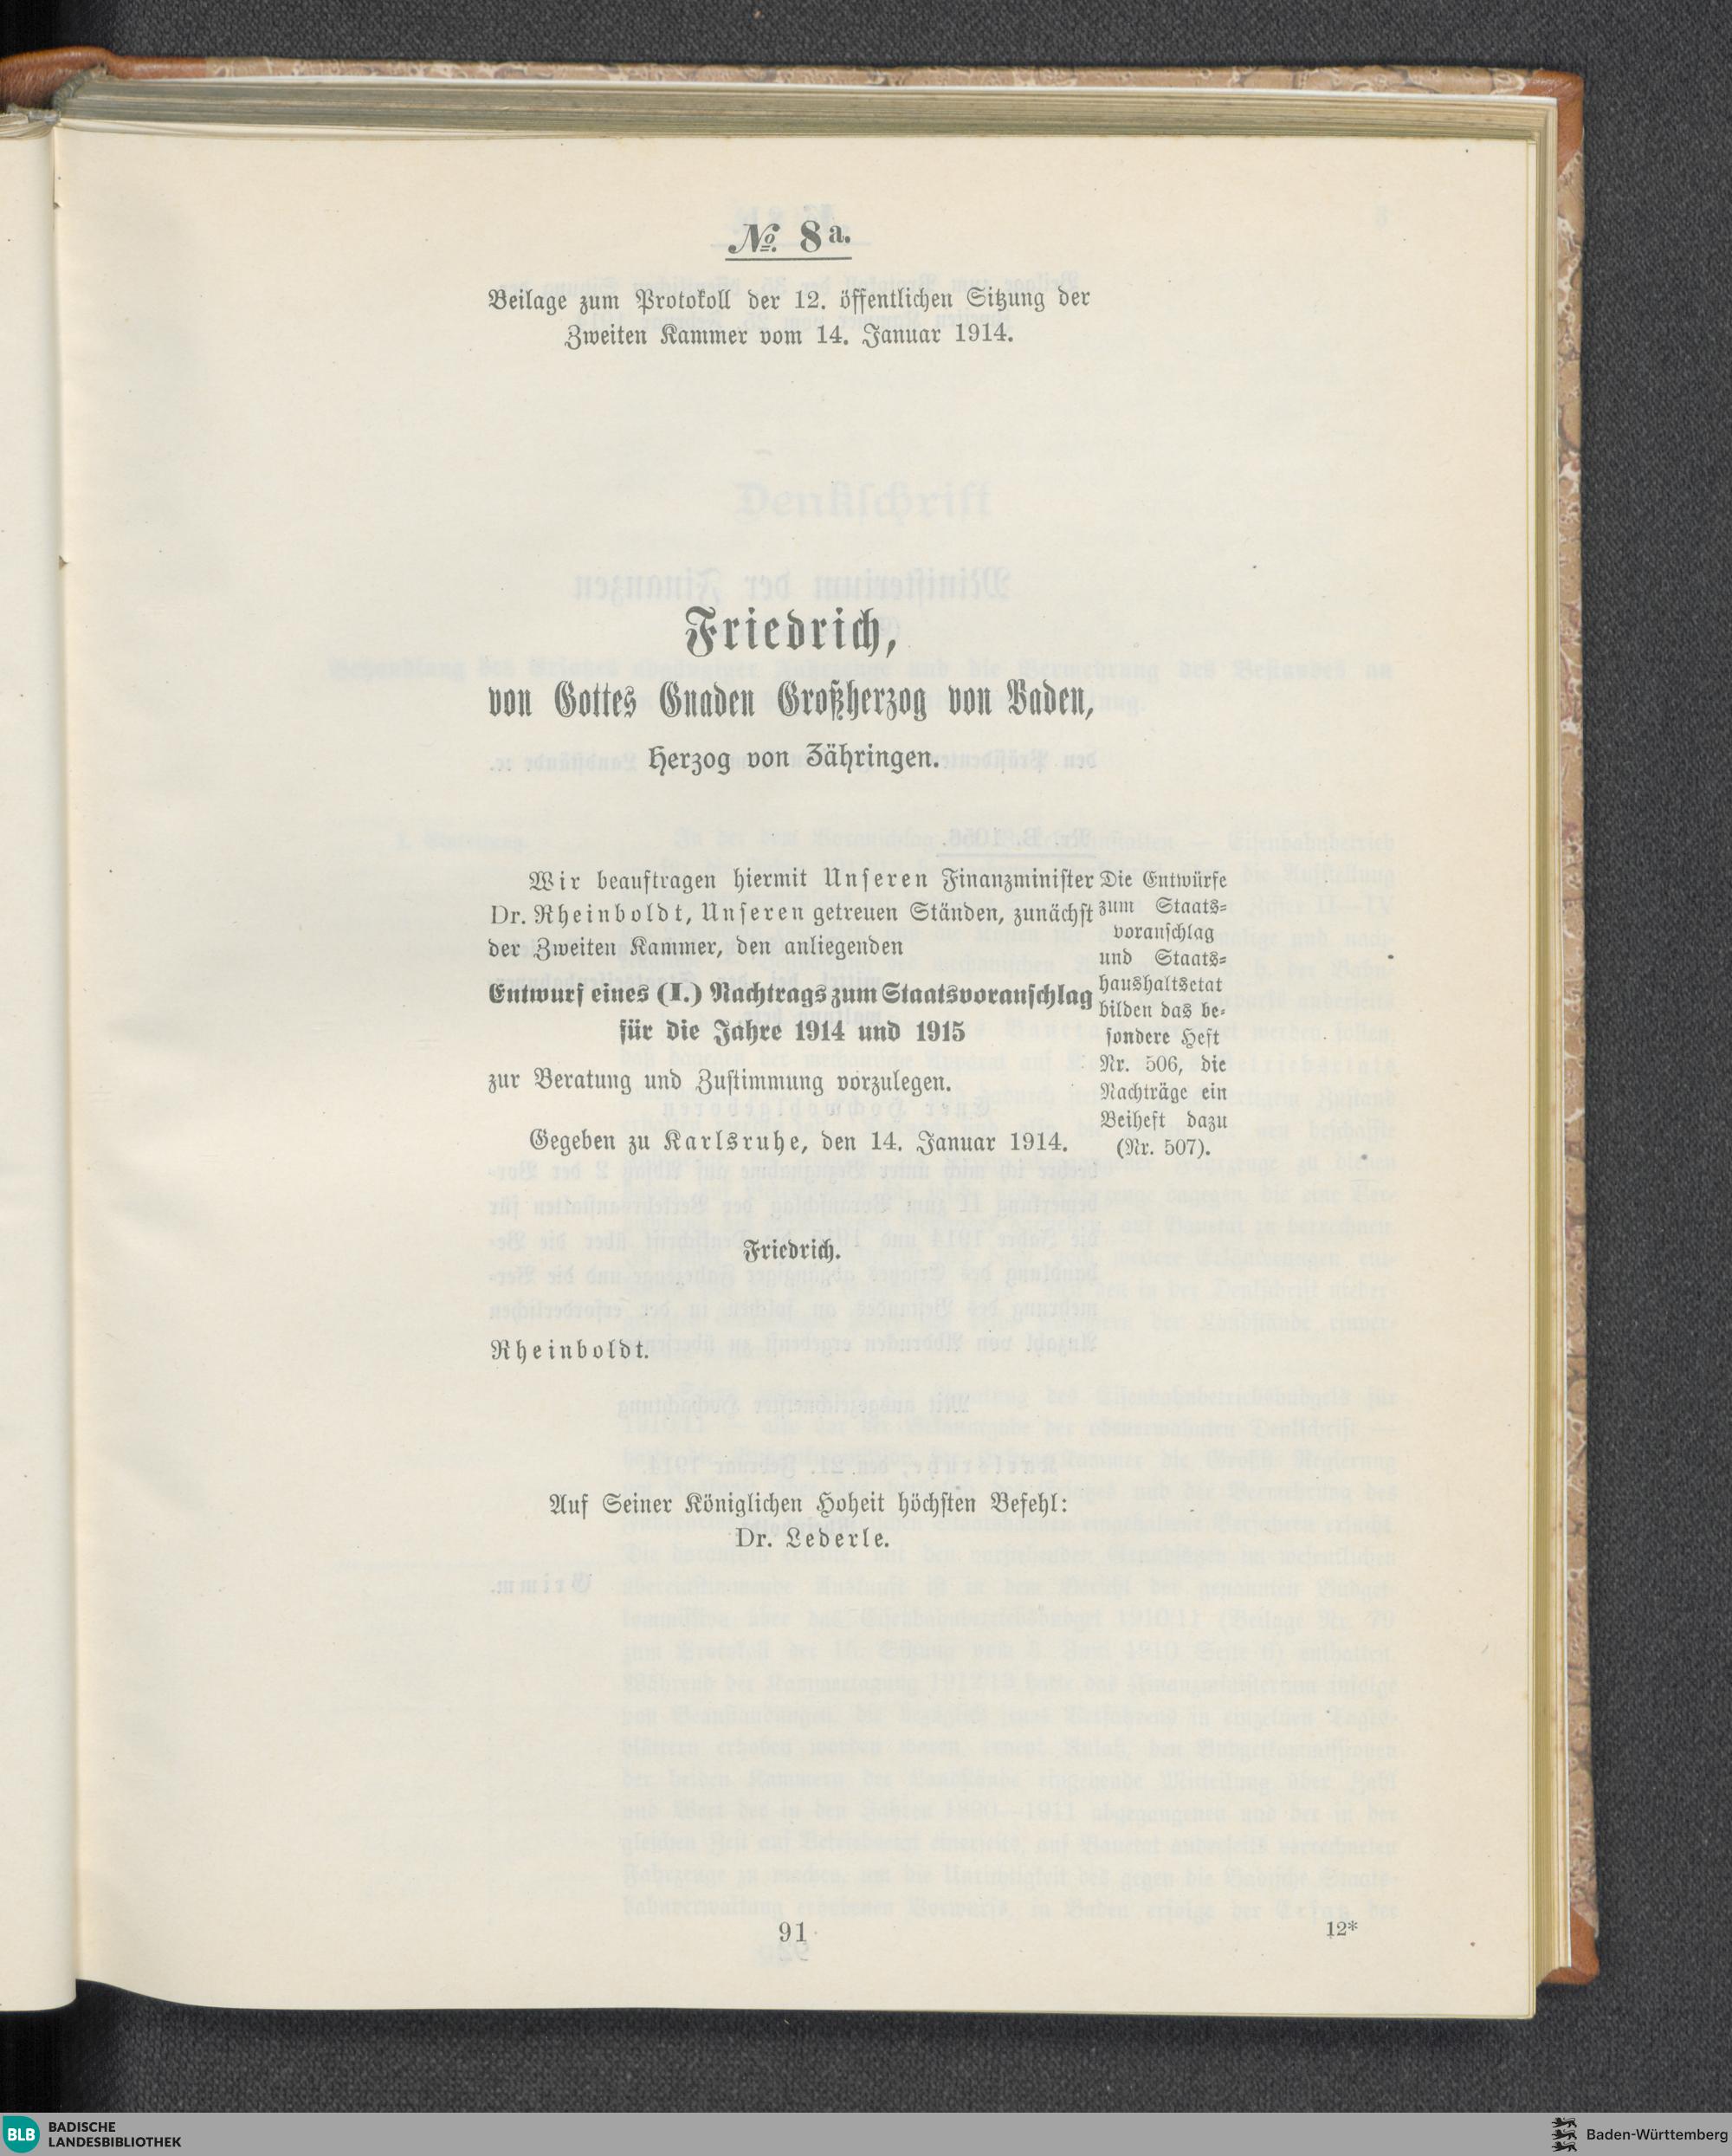 № 8a.
Beilage zum Protokoll der 12. öffentlichen Sitzung der
Zweiten Kammer vom 14. Januar 1914.
Friedrich,
von Gottes Gnaden Großherzog von Baden,
Herzog von Zähringen.
Wir beauftragen hiermit Unseren Finanzminister
Dr. Rheinboldt, Unseren getreuen Ständen, zunächst
der Zweiten Kammer, den anliegenden
Entwurf eines (I.) Nachtrags zum Staatsvoranschlag
für die Jahre 1914 und 1915
zur Beratung und Zustimmung vorzulegen.
Gegeben zu Karlsruhe, den 14. Januar 1914.
Die Entwürfe
zum Staats-
voranschlag
und Staats-
haushaltsetat
bilden das be-
sondere Heft
Nr. 506, die
Nachträge ein
Beiheft dazu
(Nr. 507).
Friedrich.
Rheinboldt.
Auf Seiner Königlichen Hoheit höchsten Befehl:
Dr. Lederle.
91
12*
BLB BADISCHE
LANDESBIBLIOTHEK
Baden-Württemberg